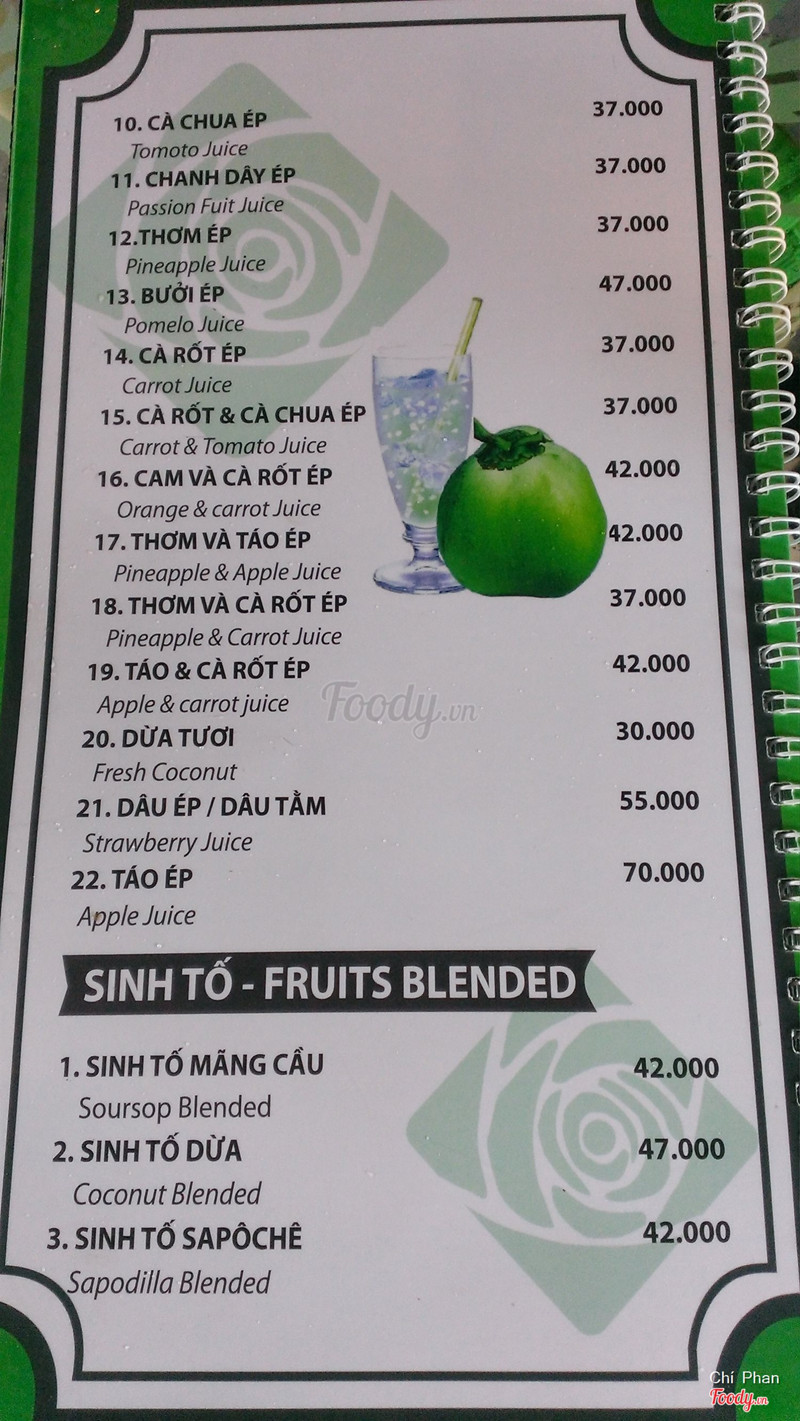 10. CÀ CHUA ÉP 37.000
Tomoto Juice
11. CHANH DÂY ÉP 37.000
Passion Fuit Juice
12.THƠM ÉP 37.000
Pineapple Juice
13. BƯỞI ÉP 47.000
Pomelo Juice
14. CÀ RỐT ÉP 37.000
Carrot Juice
15. CÀ RỐT & CÀ CHUA ÉP 37.000
Carrot & Tomato Juice
16. CAM VÀ CÀ RỐT ÉP 42.000
Orange & carrot Juice
17. THƠM VÀ TÁO ÉP 42.000
Pineapple & Apple Juice
18. THƠM VÀ CÀ RỐT ÉP 37.000
Pineapple & Carrot Juice
19. TÁO & CÀ RỐT ÉP 42.000
Apple & carrot juice
Foody.vn
20. DỪA TƯƠI 30.000
Fresh Coconut
21. DÂU ÉP / DÂU TẰM 55.000
Strawberry Juice
22. TÁO ÉP 70.000
Apple Juice
SINH TỐ - FRUITS BLENDED
1. SINH TỐ MÃNG CẦU 42.000
Soursop Blended
2. SINH TỐ DỪA 47.000
Coconut Blended
3. SINH TỐ SAPÔCHÊ 42.000
Sapodilla Blended
Chí Phan
Foody.vn